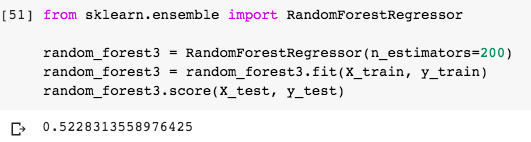 [51] from sklearn.ensemble import RandomForestRegressor
random_forest3 = RandomForestRegressor(n_estimators=200)
random_forest3 = random_forest3.fit(X_train, y_train)
random_forest3.score(X_test, y_test)
0.5228313558976425